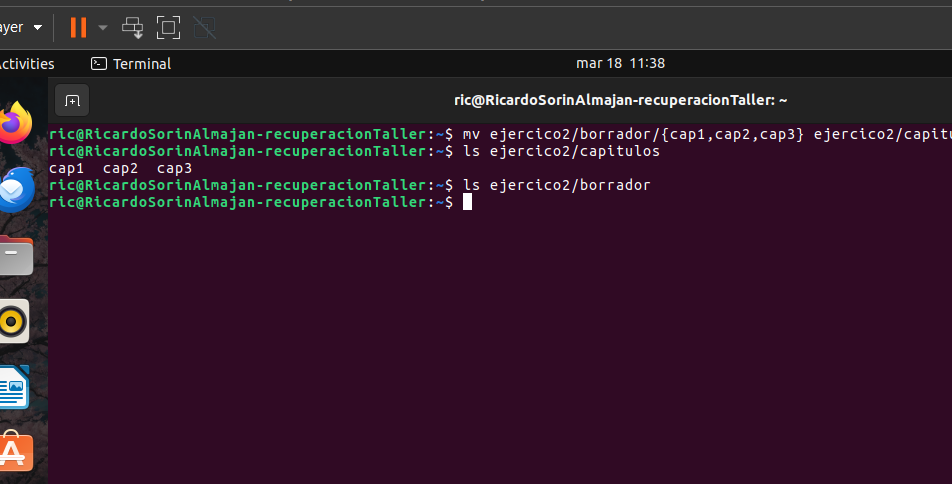 ayer
ctivities Terminal mar 18 11:38
ric@RicardoSorinAlmajan-recuperacionTaller: ~
ric@RicardoSorinAlmajan-recuperacionTaller:~$ mv ejercico2/borrador/{cap1,cap2,cap3} ejercico2/capitu
ric@RicardoSorinAlmajan-recuperacionTaller:~$ ls ejercico2/capitulos
cap1 cap2 cap3
ric@RicardoSorinAlmajan-recuperacionTaller:~$ ls ejercico2/borrador
ric@RicardoSorinAlmajan-recuperacionTaller:~$